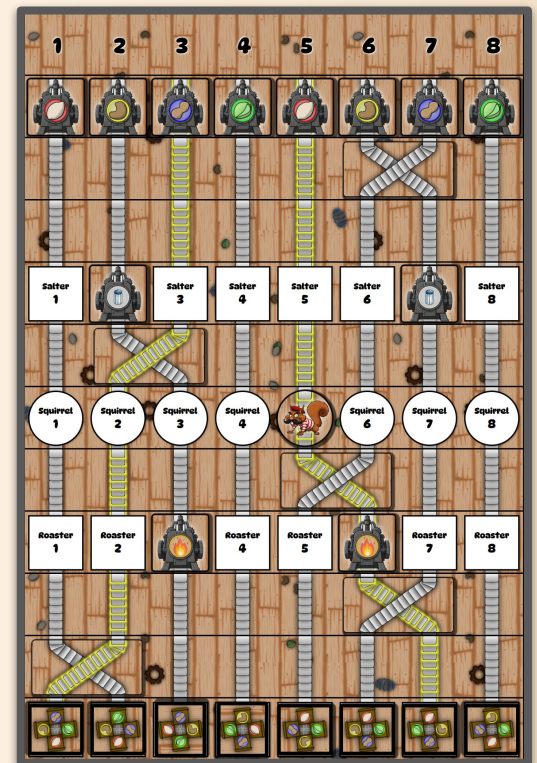 1 2 3 4 5 6 7 8
Salter 1
Salter 3
Salter 4
Salter 5
Salter 6
Salter 8
Squirrel 1
Squirrel 2
Squirrel 3
Squirrel 4
Squirrel 6
Squirrel 7
Squirrel 8
Roaster 1
Roaster 2
Roaster 4
Roaster 5
Roaster 7
Roaster 8